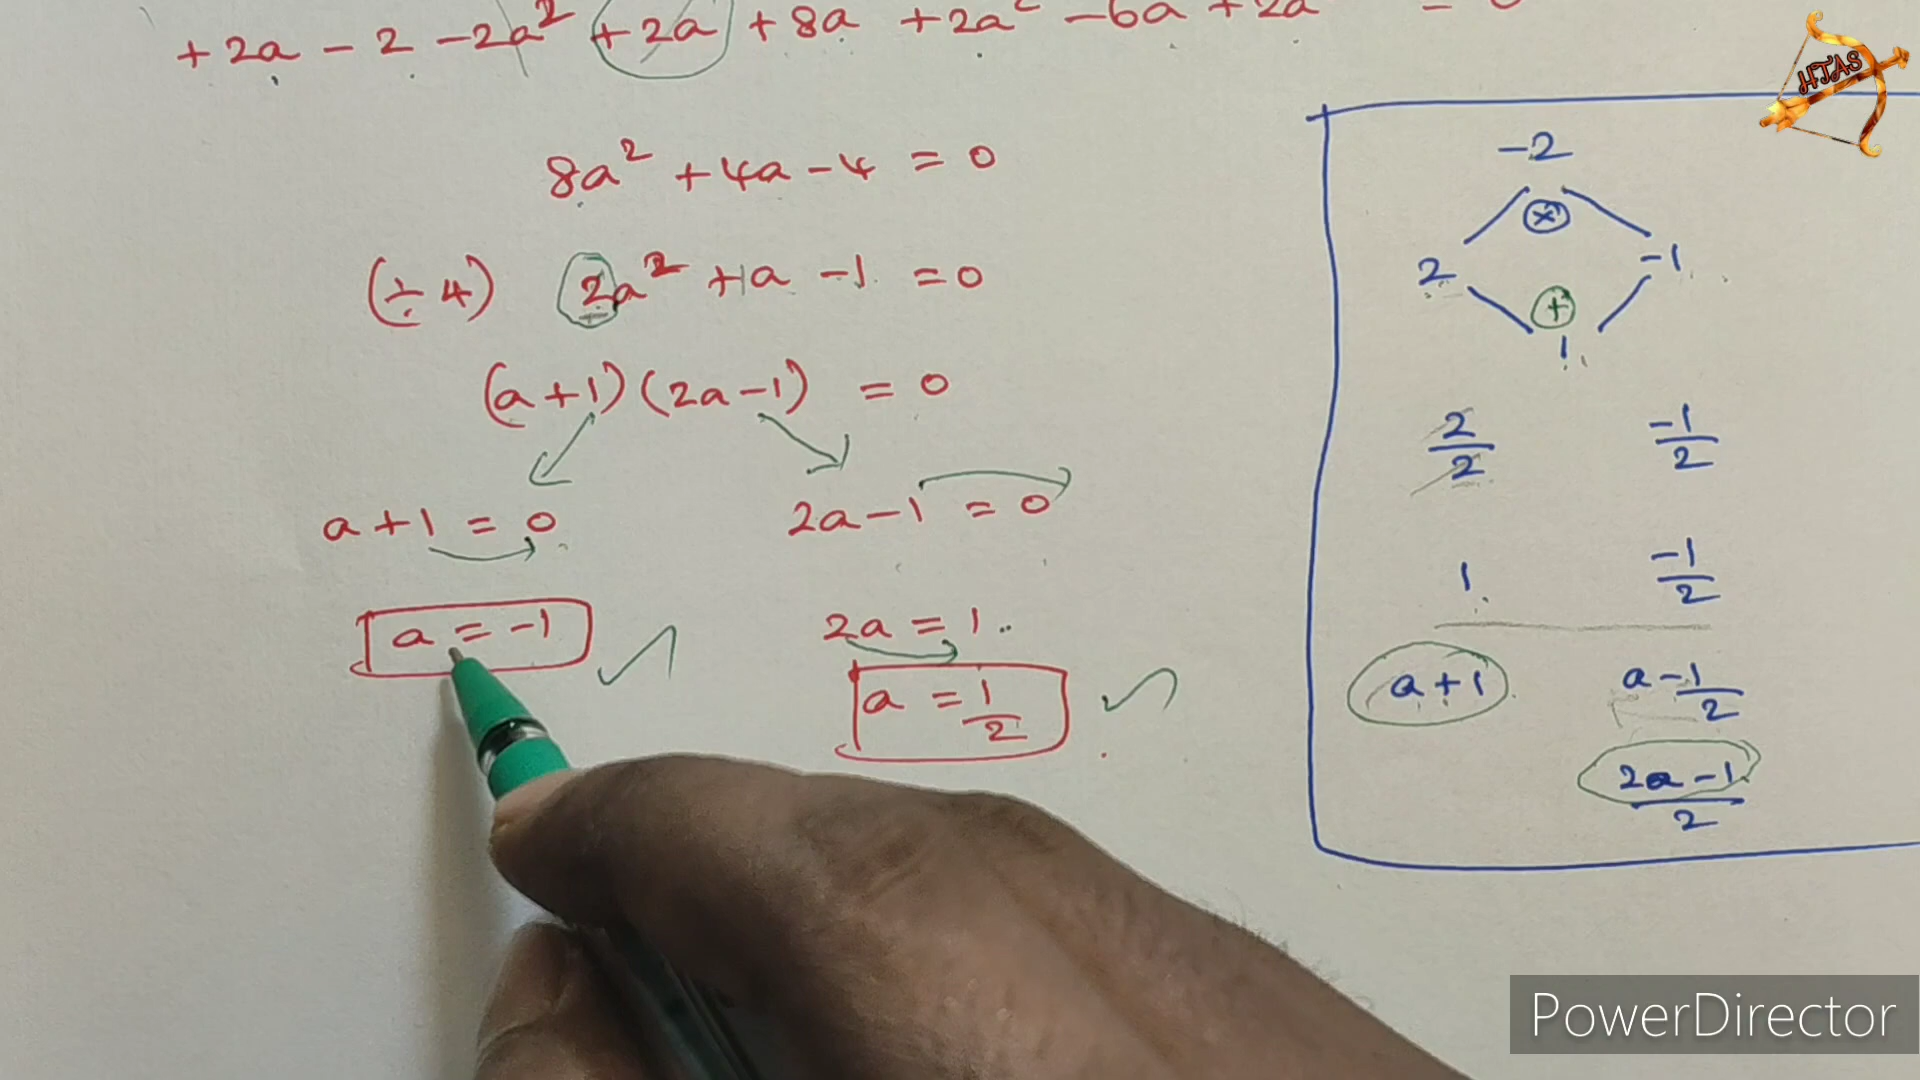 + 2a - 2 - 2a² + 2a + 8a + 2a² - 6a + 2a
8a² + 4a - 4 = 0
(÷ 4) 2a² + 1a - 1 = 0
(a + 1) (2a - 1) = 0
a + 1 = 0 2a - 1 = 0
a = -1 2a = 1
a = 1/2
HTAS
-2
×
2 -1
+
1
2/2 -1/2
1 -1/2
a + 1 a - 1/2
2a - 1/2
PowerDirector